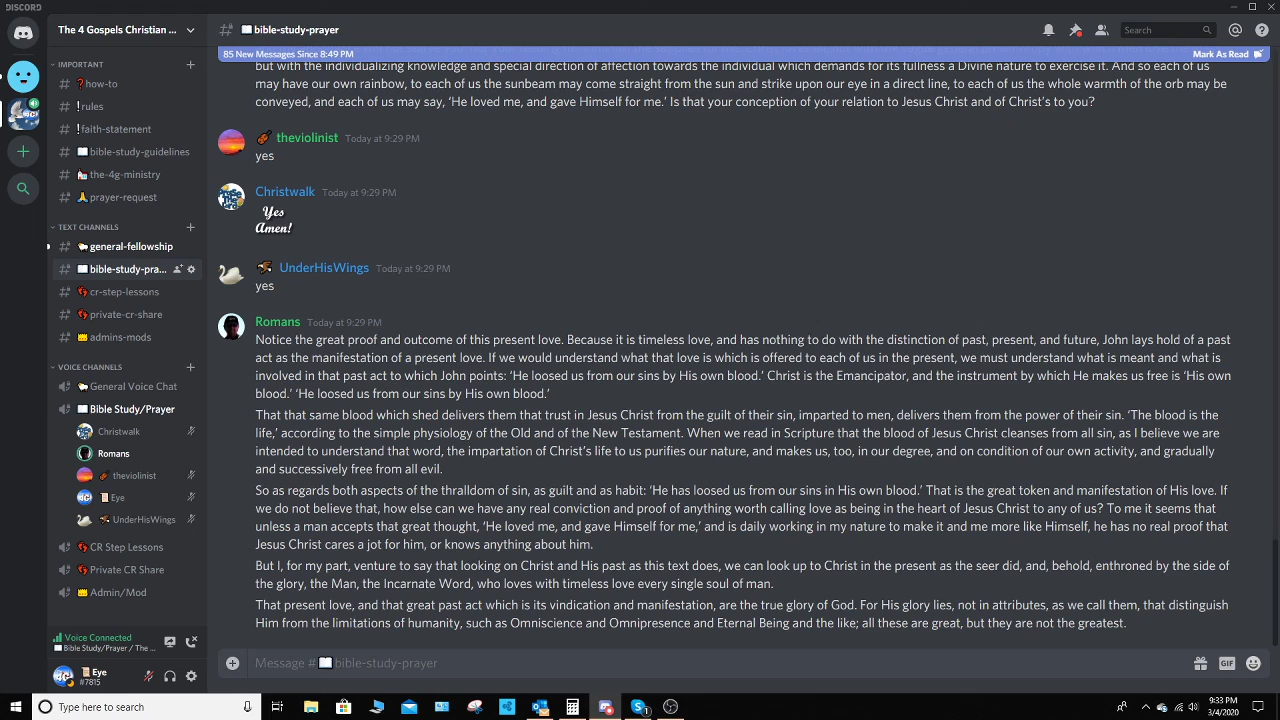 DISCORD
The 4 Gospels Christian ...
bible-study-prayer
Search
85 New Messages Since 8:49 PM
Mark As Read
IMPORTANT
how-to
rules
faith-statement
bible-study-guidelines
the-4g-ministry
prayer-request
TEXT CHANNELS
general-fellowship
bible-study-pra...
cr-step-lessons
private-cr-share
admins-mods
VOICE CHANNELS
General Voice Chat
Bible Study/Prayer
Christwalk
Romans
theviolinist
Eye
UnderHisWings
CR Step Lessons
Private CR Share
Admin/Mod
Voice Connected
Bible Study/Prayer / The ...
Eye
#7815
but with the individualizing knowledge and special direction of affection towards the individual which demands for its fullness a Divine nature to exercise it. And so each of us
may have our own rainbow, to each of us the sunbeam may come straight from the sun and strike upon our eye in a direct line, to each of us the whole warmth of the orb may be
conveyed, and each of us may say, ‘He loved me, and gave Himself for me.’ Is that your conception of your relation to Jesus Christ and of Christ's to you?
theviolinist Today at 9:29 PM
yes
Christwalk Today at 9:29 PM
Yes
Amen!
UnderHisWings Today at 9:29 PM
yes
Romans Today at 9:29 PM
Notice the great proof and outcome of this present love. Because it is timeless love, and has nothing to do with the distinction of past, present, and future, John lays hold of a past
act as the manifestation of a present love. If we would understand what that love is which is offered to each of us in the present, we must understand what is meant and what is
involved in that past act to which John points: ‘He loosed us from our sins by His own blood.’ Christ is the Emancipator, and the instrument by which He makes us free is ‘His own
blood.’ ‘He loosed us from our sins by His own blood.’
That that same blood which shed delivers them that trust in Jesus Christ from the guilt of their sin, imparted to men, delivers them from the power of their sin. ‘The blood is the
life,’ according to the simple physiology of the Old and of the New Testament. When we read in Scripture that the blood of Jesus Christ cleanses from all sin, as I believe we are
intended to understand that word, the impartation of Christ’s life to us purifies our nature, and makes us, too, in our degree, and on condition of our own activity, and gradually
and successively free from all evil.
So as regards both aspects of the thralldom of sin, as guilt and as habit: ‘He has loosed us from our sins in His own blood.’ That is the great token and manifestation of His love. If
we do not believe that, how else can we have any real conviction and proof of anything worth calling love as being in the heart of Jesus Christ to any of us? To me it seems that
unless a man accepts that great thought, ‘He loved me, and gave Himself for me,’ and is daily working in my nature to make it and me more like Himself, he has no real proof that
Jesus Christ cares a jot for him, or knows anything about him.
But I, for my part, venture to say that looking on Christ and His past as this text does, we can look up to Christ in the present as the seer did, and, behold, enthroned by the side of
the glory, the Man, the Incarnate Word, who loves with timeless love every single soul of man.
That present love, and that great past act which is its vindication and manifestation, are the true glory of God. For His glory lies, not in attributes, as we call them, that distinguish
Him from the limitations of humanity, such as Omniscience and Omnipresence and Eternal Being and the like; all these are great, but they are not the greatest.
Message # bible-study-prayer
GIF
Type here to search
9:33 PM
3/4/2020